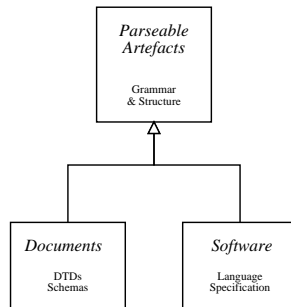 Parseable
Artefacts
Grammar
& Structure
Documents
DTDs
Schemas
Software
Language
Specification